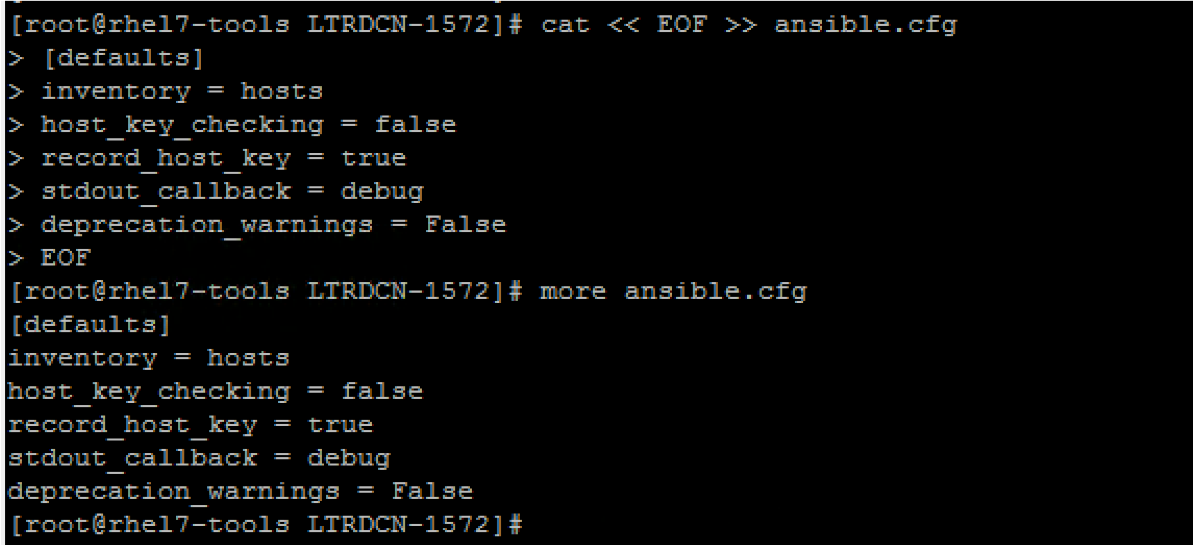 [root@rhel7-tools LTRDCN-1572]# cat << EOF >> ansible.cfg
> [defaults]
> inventory = hosts
> host_key_checking = false
> record_host_key = true
> stdout_callback = debug
> deprecation_warnings = False
> EOF
[root@rhel7-tools LTRDCN-1572]# more ansible.cfg
[defaults]
inventory = hosts
host_key_checking = false
record_host_key = true
stdout_callback = debug
deprecation_warnings = False
[root@rhel7-tools LTRDCN-1572]#